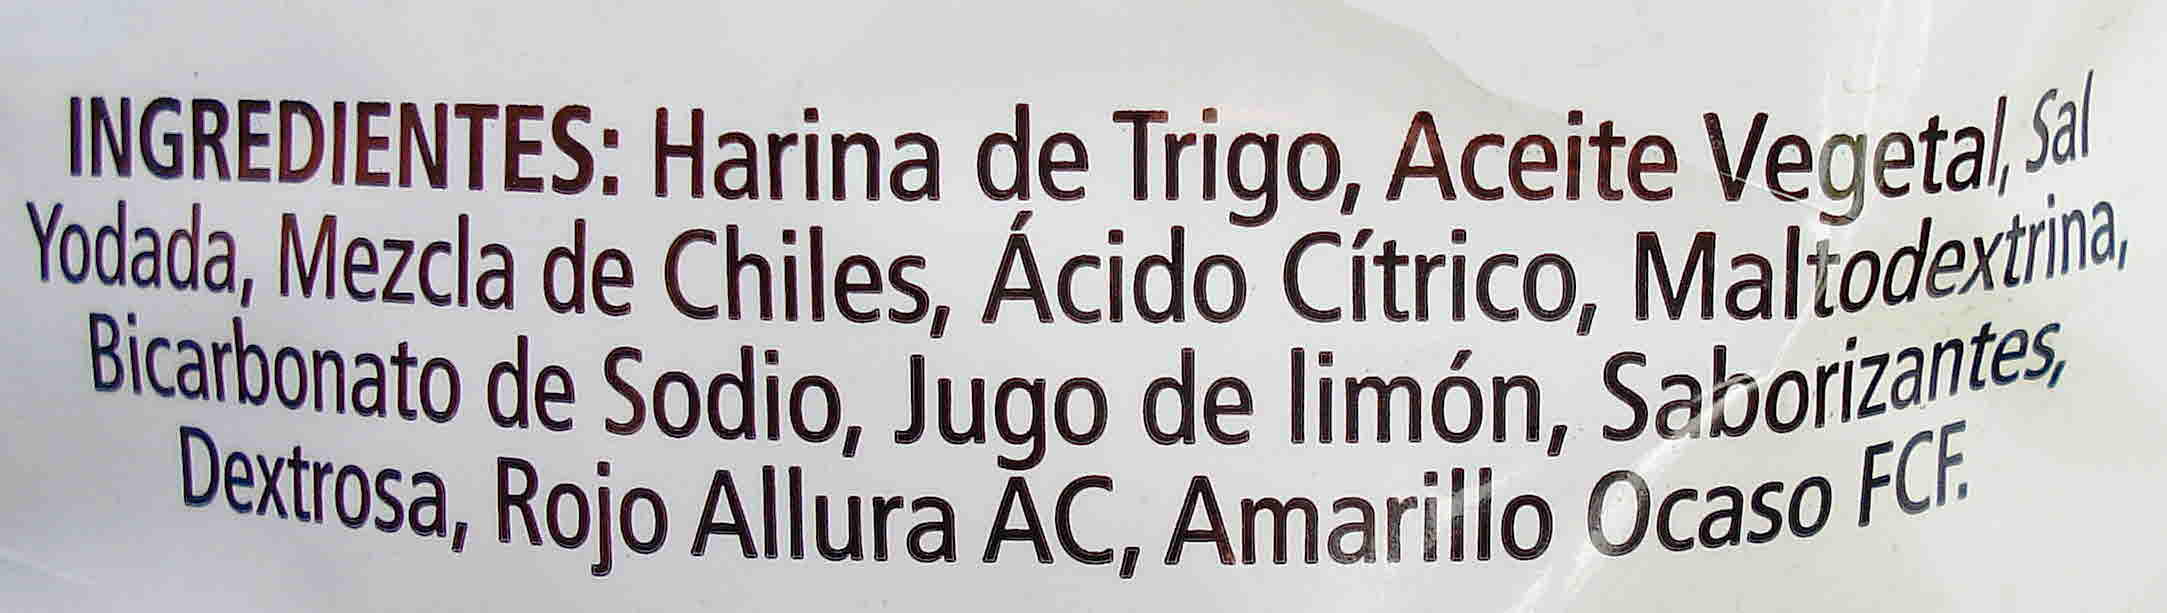 INGREDIENTES: Harina de Trigo, Aceite Vegetal, Sal
Yodada, Mezcla de Chiles, Ácido Cítrico, Maltodextrina,
Bicarbonato de Sodio, Jugo de limón, Saborizantes,
Dextrosa, Rojo Allura AC, Amarillo Ocaso FCF.